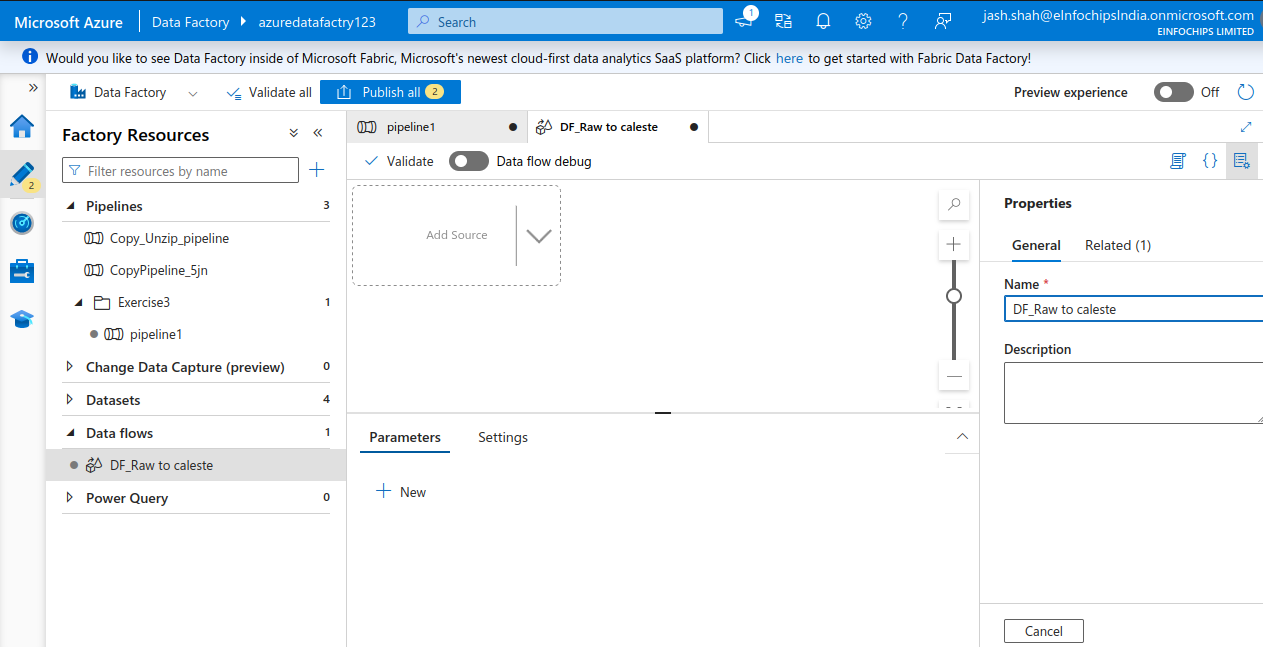 Microsoft Azure
Data Factory
azuredatafactry123
Search
1
jash.shah@eInfochipsIndia.onmicrosoft.com
EINFOCHIPS LIMITED
Would you like to see Data Factory inside of Microsoft Fabric, Microsoft's newest cloud-first data analytics SaaS platform? Click here to get started with Fabric Data Factory!
Data Factory
Validate all
Publish all 2
Preview experience
Off
2
Factory Resources
Filter resources by name
Pipelines 3
Copy_Unzip_pipeline
CopyPipeline_5jn
Exercise3 1
pipeline1
Change Data Capture (preview) 0
Datasets 4
Data flows 1
DF_Raw to caleste
Power Query 0
pipeline1
DF_Raw to caleste
Validate
Data flow debug
Add Source
Parameters
Settings
New
Properties
General
Related (1)
Name *
DF_Raw to caleste
Description
Cancel